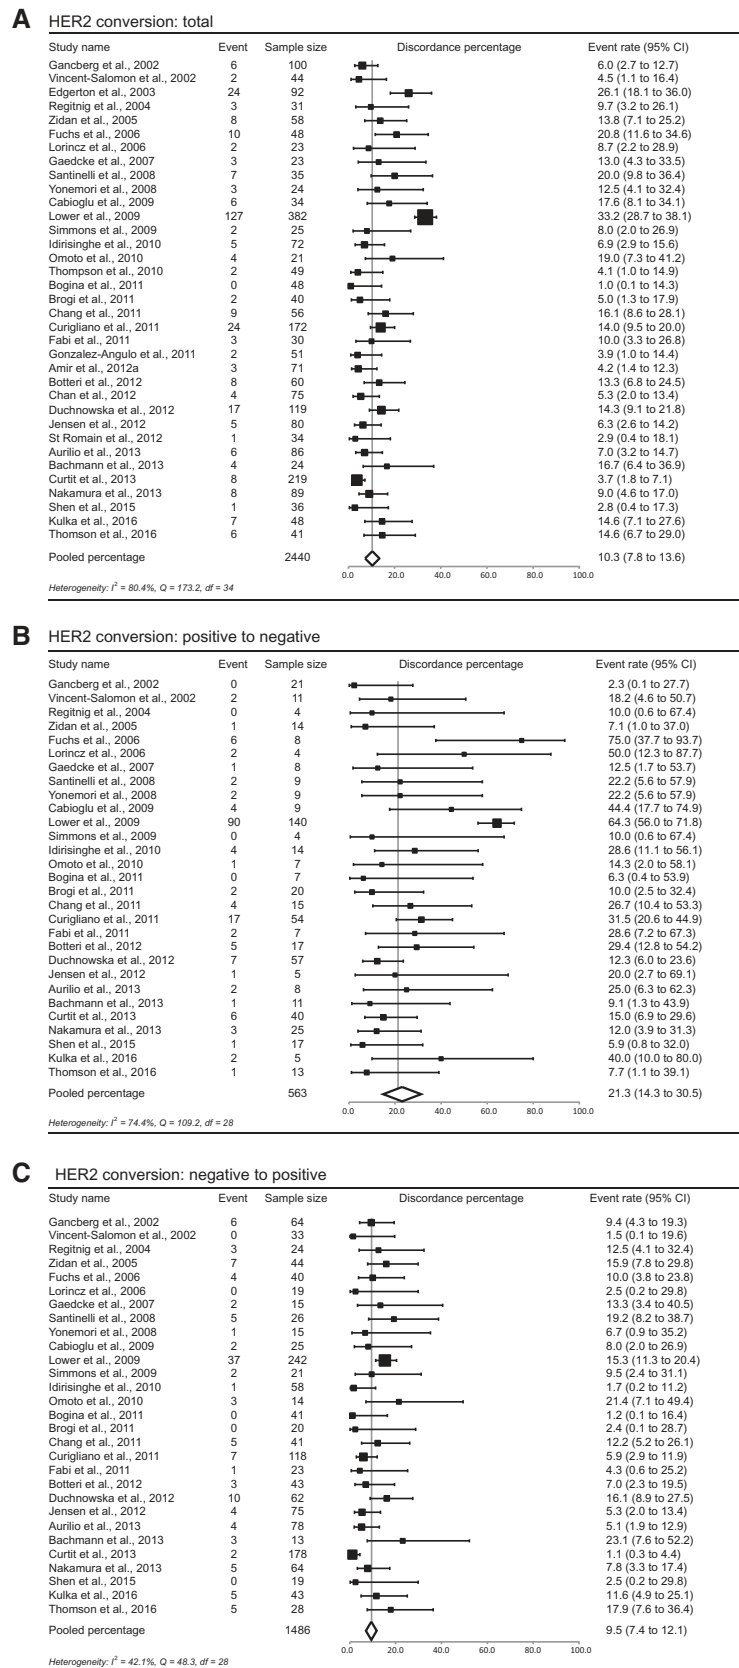 A HER2 conversion: total
Study name Event Sample size Discordance percentage Event rate (95% CI)
Gancberg et al., 2002 6 100 6.0 (2.7 to 12.7)
Vincent-Salomon et al., 2002 2 44 4.5 (1.1 to 16.4)
Edgerton et al., 2003 24 92 26.1 (18.1 to 36.0)
Regitnig et al., 2004 3 31 9.7 (3.2 to 26.1)
Zidan et al., 2005 8 58 13.8 (7.1 to 25.2)
Fuchs et al., 2006 10 48 20.8 (11.6 to 34.6)
Lorincz et al., 2006 2 23 8.7 (2.2 to 28.9)
Gaedcke et al., 2007 3 23 13.0 (4.3 to 33.5)
Santinelli et al., 2008 7 35 20.0 (9.8 to 36.4)
Yonemori et al., 2008 3 24 12.5 (4.1 to 32.4)
Cabioglu et al., 2009 6 34 17.6 (8.1 to 34.1)
Lower et al., 2009 127 382 33.2 (28.7 to 38.1)
Simmons et al., 2009 2 25 8.0 (2.0 to 26.9)
Idirisinghe et al., 2010 5 72 6.9 (2.9 to 15.6)
Omoto et al., 2010 4 21 19.0 (7.3 to 41.2)
Thompson et al., 2010 2 49 4.1 (1.0 to 14.9)
Bogina et al., 2011 0 48 1.0 (0.1 to 14.3)
Brogi et al., 2011 2 40 5.0 (1.3 to 17.9)
Chang et al., 2011 9 56 16.1 (8.6 to 28.1)
Curigliano et al., 2011 24 172 14.0 (9.5 to 20.0)
Fabi et al., 2011 3 30 10.0 (3.3 to 26.8)
Gonzalez-Angulo et al., 2011 2 51 3.9 (1.0 to 14.4)
Amir et al., 2012a 3 71 4.2 (1.4 to 12.3)
Botteri et al., 2012 8 60 13.3 (6.8 to 24.5)
Chan et al., 2012 4 75 5.3 (2.0 to 13.4)
Duchnowska et al., 2012 17 119 14.3 (9.1 to 21.8)
Jensen et al., 2012 5 80 6.3 (2.6 to 14.2)
St Romain et al., 2012 1 34 2.9 (0.4 to 18.1)
Aurilio et al., 2013 6 86 7.0 (3.2 to 14.7)
Bachmann et al., 2013 4 24 16.7 (6.4 to 36.9)
Curtit et al., 2013 8 219 3.7 (1.8 to 7.1)
Nakamura et al., 2013 8 89 9.0 (4.6 to 17.0)
Shen et al., 2015 1 36 2.8 (0.4 to 17.3)
Kulka et al., 2016 7 48 14.6 (7.1 to 27.6)
Thomson et al., 2016 6 41 14.6 (6.7 to 29.0)
Pooled percentage 2440 10.3 (7.8 to 13.6)
0.0 20.0 40.0 60.0 80.0 100.0
Heterogeneity: I² = 80.4%, Q = 173.2, df = 34
B HER2 conversion: positive to negative
Study name Event Sample size Discordance percentage Event rate (95% CI)
Gancberg et al., 2002 0 21 2.3 (0.1 to 27.7)
Vincent-Salomon et al., 2002 2 11 18.2 (4.6 to 50.7)
Regitnig et al., 2004 0 4 10.0 (0.6 to 67.4)
Zidan et al., 2005 1 14 7.1 (1.0 to 37.0)
Fuchs et al., 2006 6 8 75.0 (37.7 to 93.7)
Lorincz et al., 2006 2 4 50.0 (12.3 to 87.7)
Gaedcke et al., 2007 1 8 12.5 (1.7 to 53.7)
Santinelli et al., 2008 2 9 22.2 (5.6 to 57.9)
Yonemori et al., 2008 2 9 22.2 (5.6 to 57.9)
Cabioglu et al., 2009 4 9 44.4 (17.7 to 74.9)
Lower et al., 2009 90 140 64.3 (56.0 to 71.8)
Simmons et al., 2009 0 4 10.0 (0.6 to 67.4)
Idirisinghe et al., 2010 4 14 28.6 (11.1 to 56.1)
Omoto et al., 2010 1 7 14.3 (2.0 to 58.1)
Bogina et al., 2011 0 7 6.3 (0.4 to 53.9)
Brogi et al., 2011 2 20 10.0 (2.5 to 32.4)
Chang et al., 2011 4 15 26.7 (10.4 to 53.3)
Curigliano et al., 2011 17 54 31.5 (20.6 to 44.9)
Fabi et al., 2011 2 7 28.6 (7.2 to 67.3)
Botteri et al., 2012 5 17 29.4 (12.8 to 54.2)
Duchnowska et al., 2012 7 57 12.3 (6.0 to 23.6)
Jensen et al., 2012 1 5 20.0 (2.7 to 69.1)
Aurilio et al., 2013 2 8 25.0 (6.3 to 62.3)
Bachmann et al., 2013 1 11 9.1 (1.3 to 43.9)
Curtit et al., 2013 6 40 15.0 (6.9 to 29.6)
Nakamura et al., 2013 3 25 12.0 (3.9 to 31.3)
Shen et al., 2015 1 17 5.9 (0.8 to 32.0)
Kulka et al., 2016 2 5 40.0 (10.0 to 80.0)
Thomson et al., 2016 1 13 7.7 (1.1 to 39.1)
Pooled percentage 563 21.3 (14.3 to 30.5)
0.0 20.0 40.0 60.0 80.0 100.0
Heterogeneity: I² = 74.4%, Q = 109.2, df = 28
C HER2 conversion: negative to positive
Study name Event Sample size Discordance percentage Event rate (95% CI)
Gancberg et al., 2002 6 64 9.4 (4.3 to 19.3)
Vincent-Salomon et al., 2002 0 33 1.5 (0.1 to 19.6)
Regitnig et al., 2004 3 24 12.5 (4.1 to 32.4)
Zidan et al., 2005 7 44 15.9 (7.8 to 29.8)
Fuchs et al., 2006 4 40 10.0 (3.8 to 23.8)
Lorincz et al., 2006 0 19 2.5 (0.2 to 29.8)
Gaedcke et al., 2007 2 15 13.3 (3.4 to 40.5)
Santinelli et al., 2008 5 26 19.2 (8.2 to 38.7)
Yonemori et al., 2008 1 15 6.7 (0.9 to 35.2)
Cabioglu et al., 2009 2 25 8.0 (2.0 to 26.9)
Lower et al., 2009 37 242 15.3 (11.3 to 20.4)
Simmons et al., 2009 2 21 9.5 (2.4 to 31.1)
Idirisinghe et al., 2010 1 58 1.7 (0.2 to 11.2)
Omoto et al., 2010 3 14 21.4 (7.1 to 49.4)
Bogina et al., 2011 0 41 1.2 (0.1 to 16.4)
Brogi et al., 2011 0 20 2.4 (0.1 to 28.7)
Chang et al., 2011 5 41 12.2 (5.2 to 26.1)
Curigliano et al., 2011 7 118 5.9 (2.9 to 11.9)
Fabi et al., 2011 1 23 4.3 (0.6 to 25.2)
Botteri et al., 2012 3 43 7.0 (2.3 to 19.5)
Duchnowska et al., 2012 10 62 16.1 (8.9 to 27.5)
Jensen et al., 2012 4 75 5.3 (2.0 to 13.4)
Aurilio et al., 2013 4 78 5.1 (1.9 to 12.9)
Bachmann et al., 2013 3 13 23.1 (7.6 to 52.2)
Curtit et al., 2013 2 178 1.1 (0.3 to 4.4)
Nakamura et al., 2013 5 64 7.8 (3.3 to 17.4)
Shen et al., 2015 0 19 2.5 (0.2 to 29.8)
Kulka et al., 2016 5 43 11.6 (4.9 to 25.1)
Thomson et al., 2016 5 28 17.9 (7.6 to 36.4)
Pooled percentage 1486 9.5 (7.4 to 12.1)
0.0 20.0 40.0 60.0 80.0 100.0
Heterogeneity: I² = 42.1%, Q = 48.3, df = 28